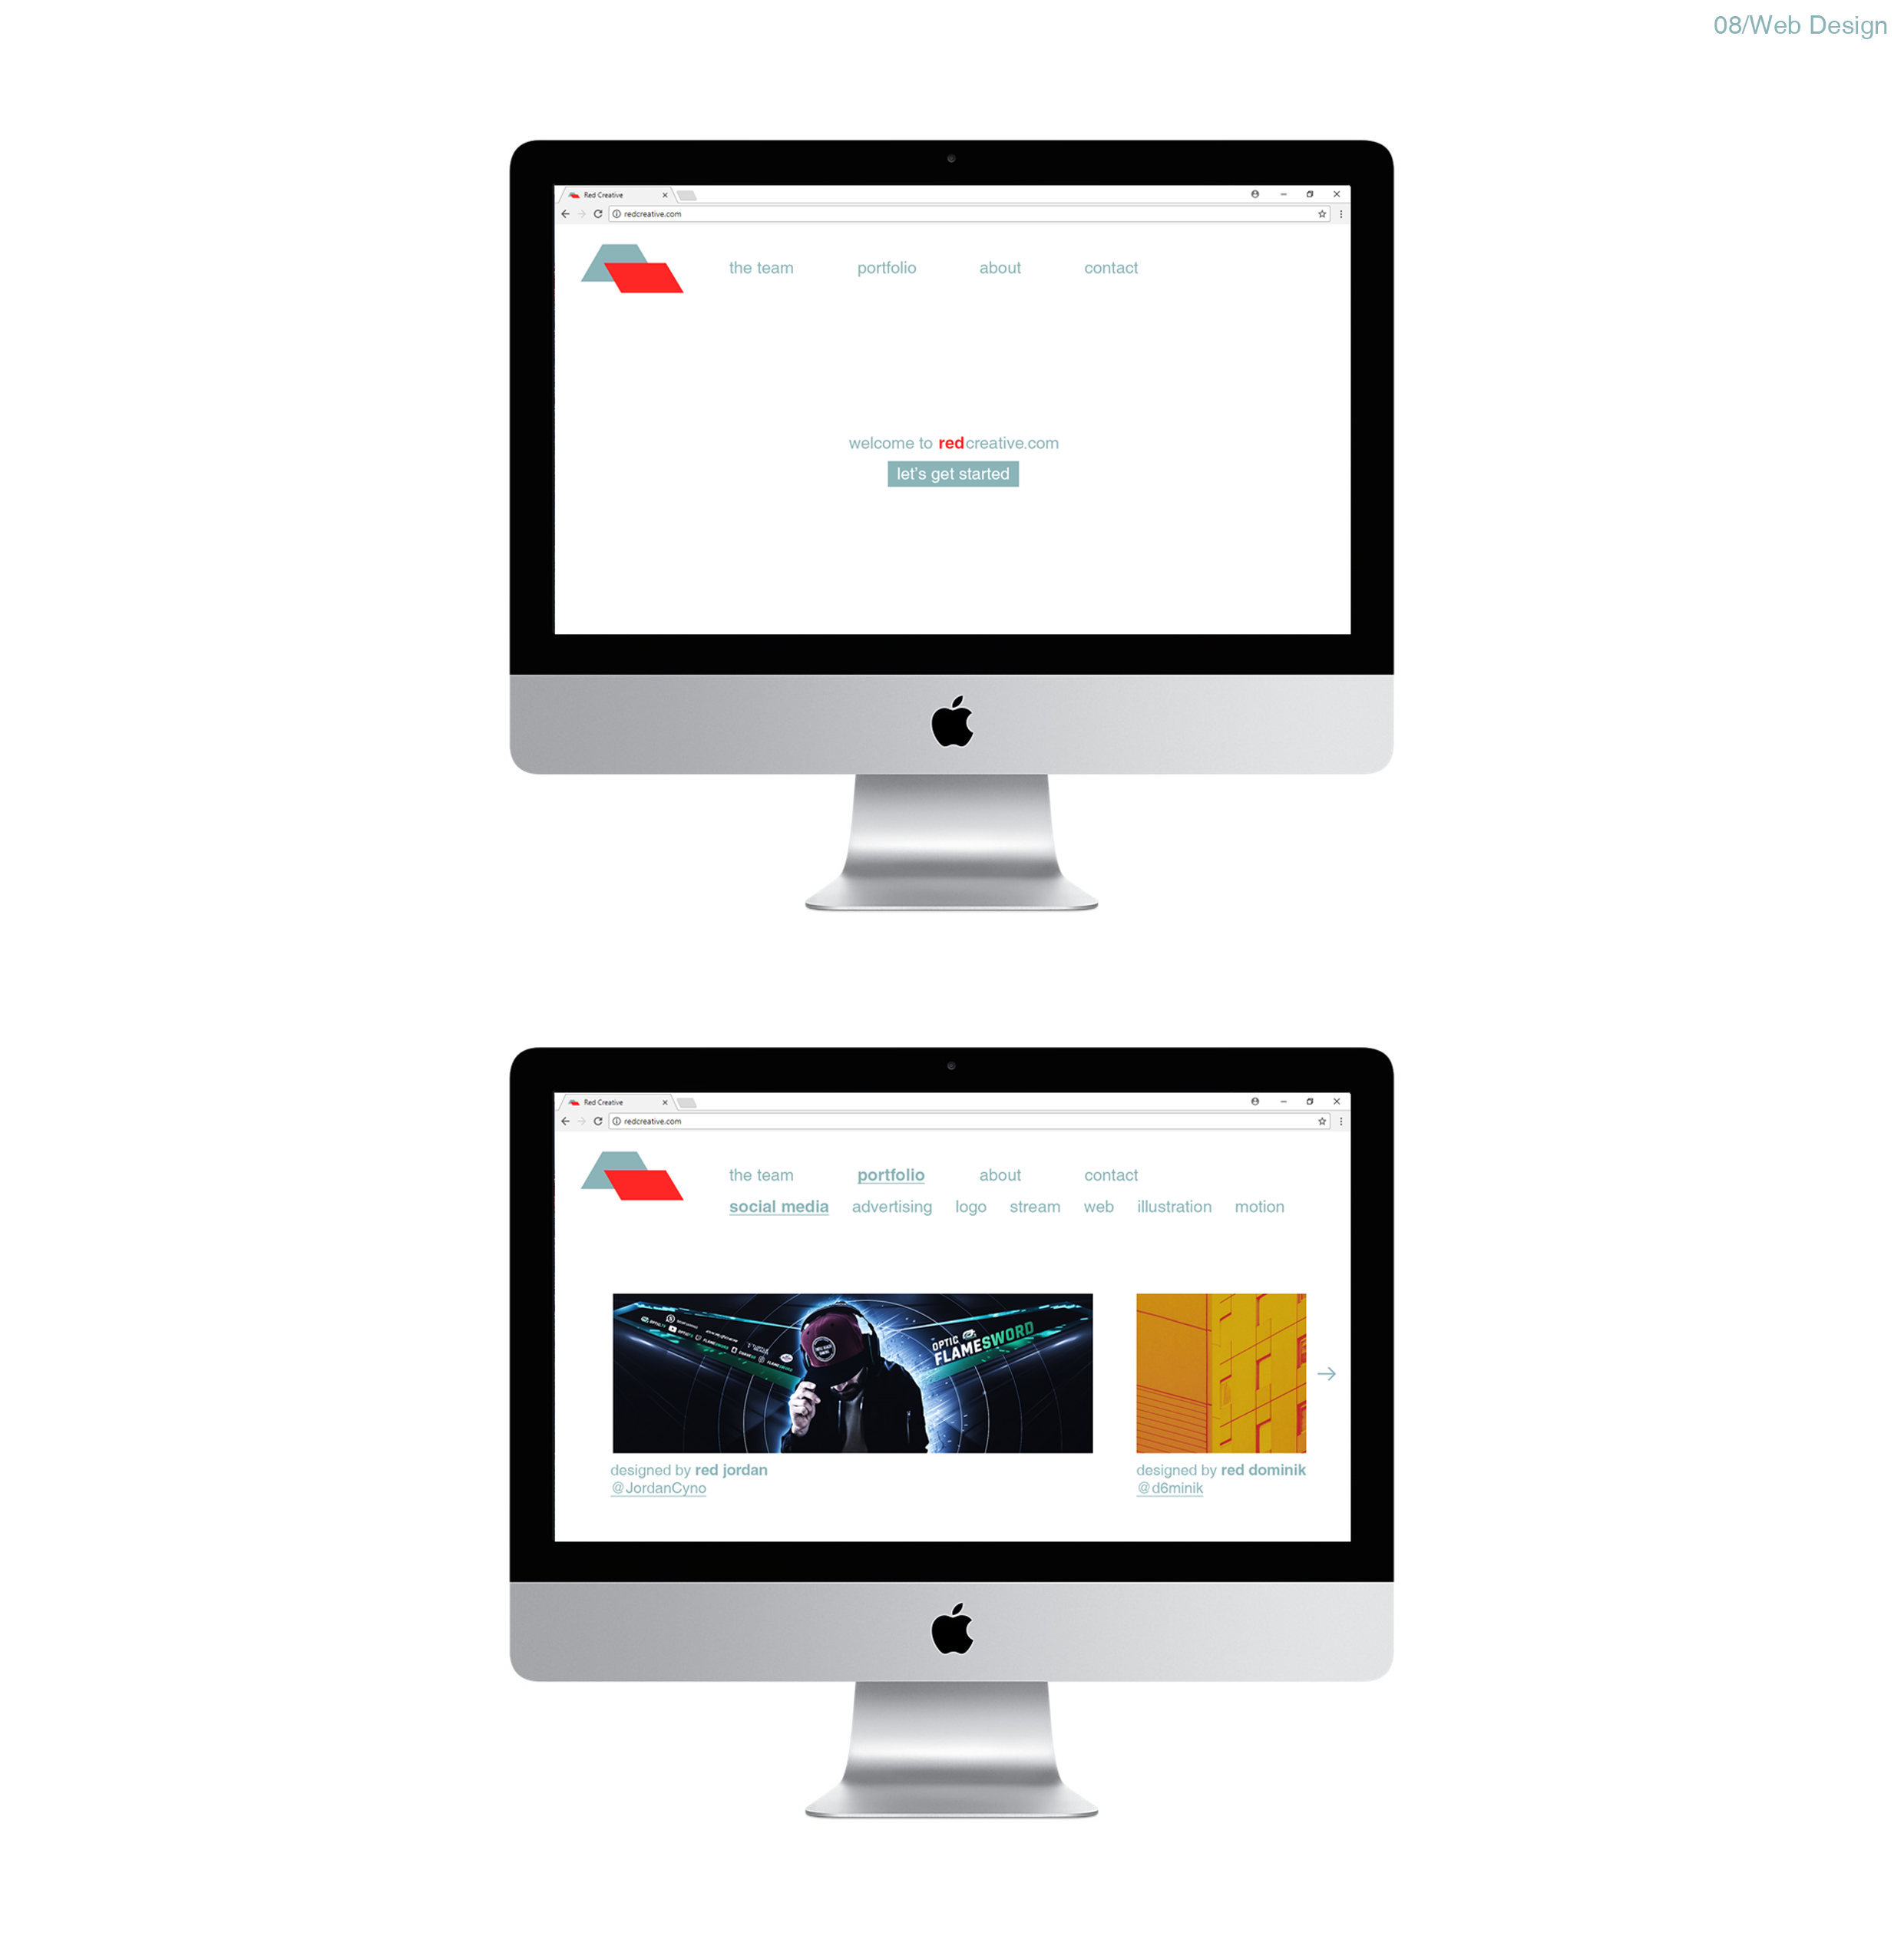 08/Web Design
Red Creative
redcreative.com
the team portfolio about contact
welcome to redcreative.com
let's get started
Red Creative
redcreative.com
the team portfolio about contact
social media advertising logo stream web illustration motion
OPTIC
FLAMESWORD
designed by red jordan
@JordanCyno
designed by red dominik
@d6minik